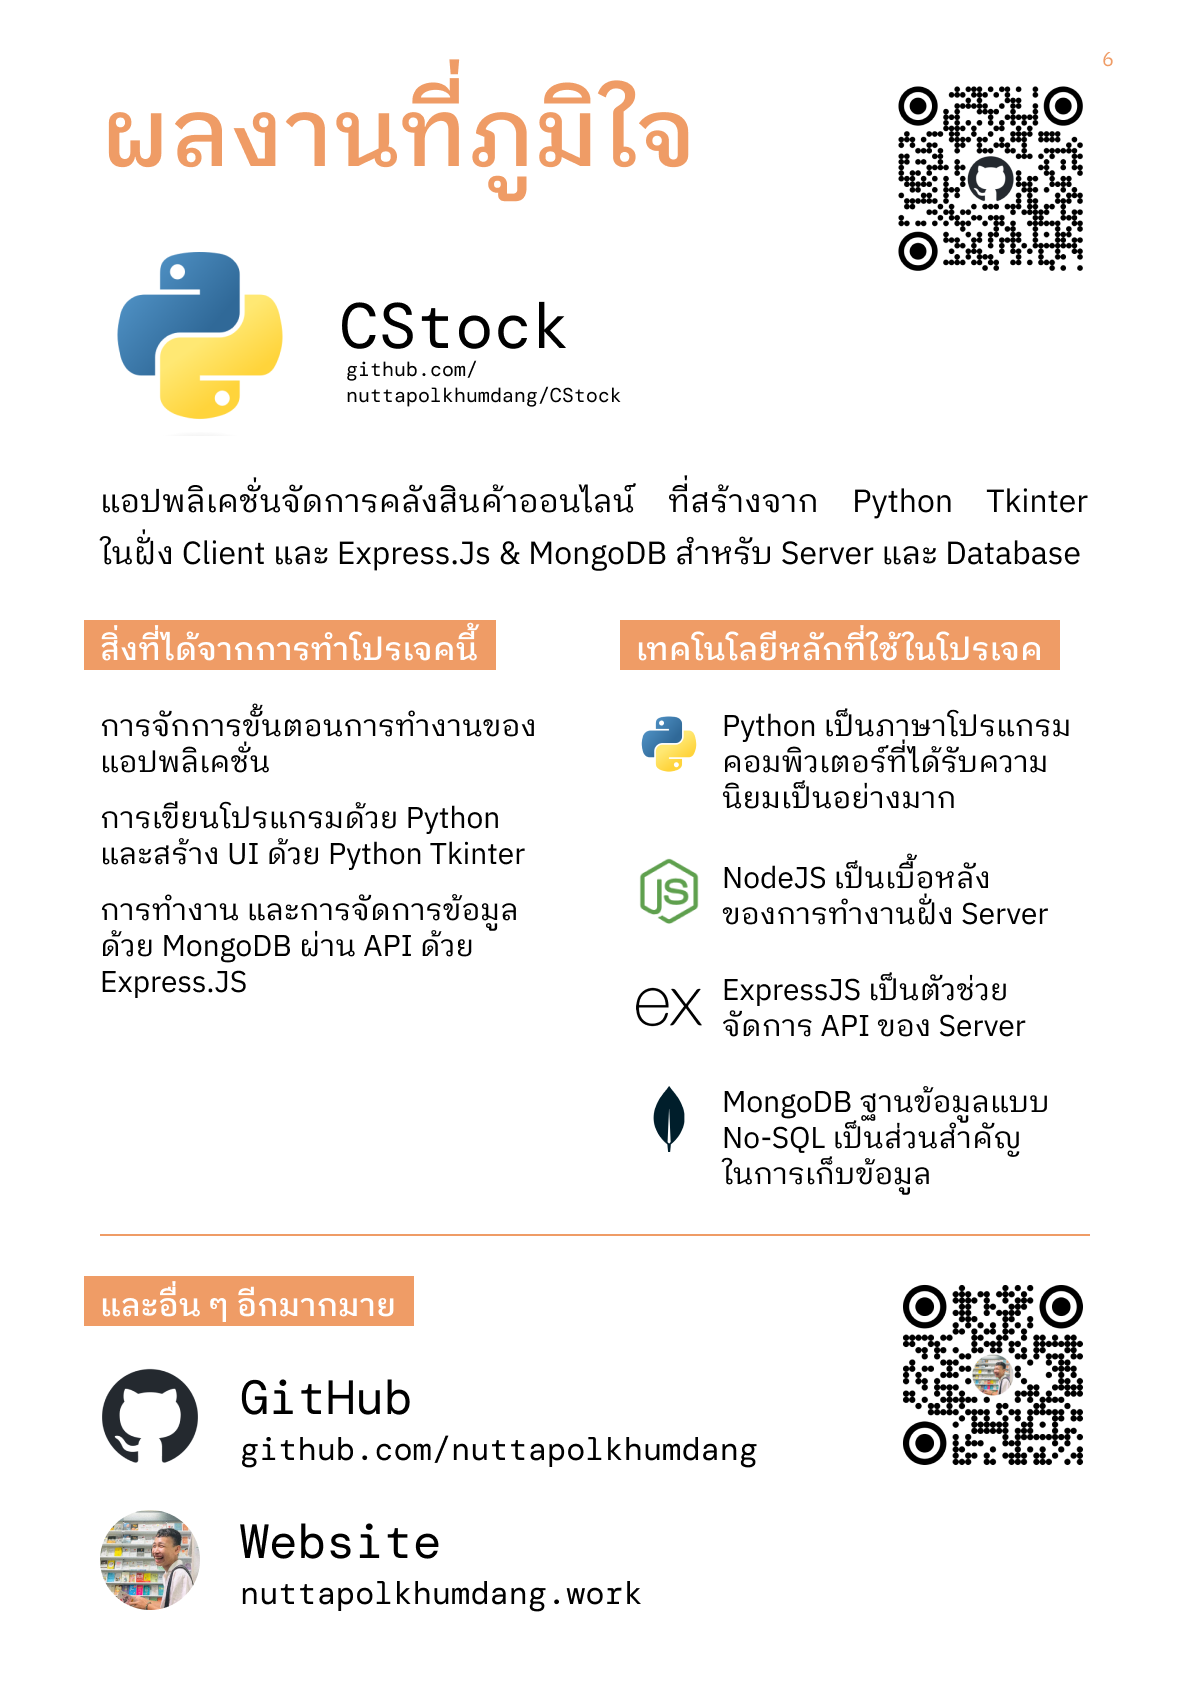 6
ผลงานที่ภูมิใจ
CStock
github.com/
nuttapolkhumdang/CStock
แอปพลิเคชั่นจัดการคลังสินค้าออนไลน์ ที่สร้างจาก Python Tkinter
ในฝั่ง Client และ Express.Js & MongoDB สำหรับ Server และ Database
สิ่งที่ได้จากการทำโปรเจคนี้
การจักการขั้นตอนการทำงานของ
แอปพลิเคชั่น
การเขียนโปรแกรมด้วย Python
และสร้าง UI ด้วย Python Tkinter
การทำงาน และการจัดการข้อมูล
ด้วย MongoDB ผ่าน API ด้วย
Express.JS
เทคโนโลยีหลักที่ใช้ในโปรเจค
Python เป็นภาษาโปรแกรม
คอมพิวเตอร์ที่ได้รับความ
นิยมเป็นอย่างมาก
JS
NodeJS เป็นเบื้อหลัง
ของการทำงานฝั่ง Server
ex
ExpressJS เป็นตัวช่วย
จัดการ API ของ Server
MongoDB ฐานข้อมูลแบบ
No-SQL เป็นส่วนสำคัญ
ในการเก็บข้อมูล
และอื่น ๆ อีกมากมาย
GitHub
github.com/nuttapolkhumdang
Website
nuttapolkhumdang.work